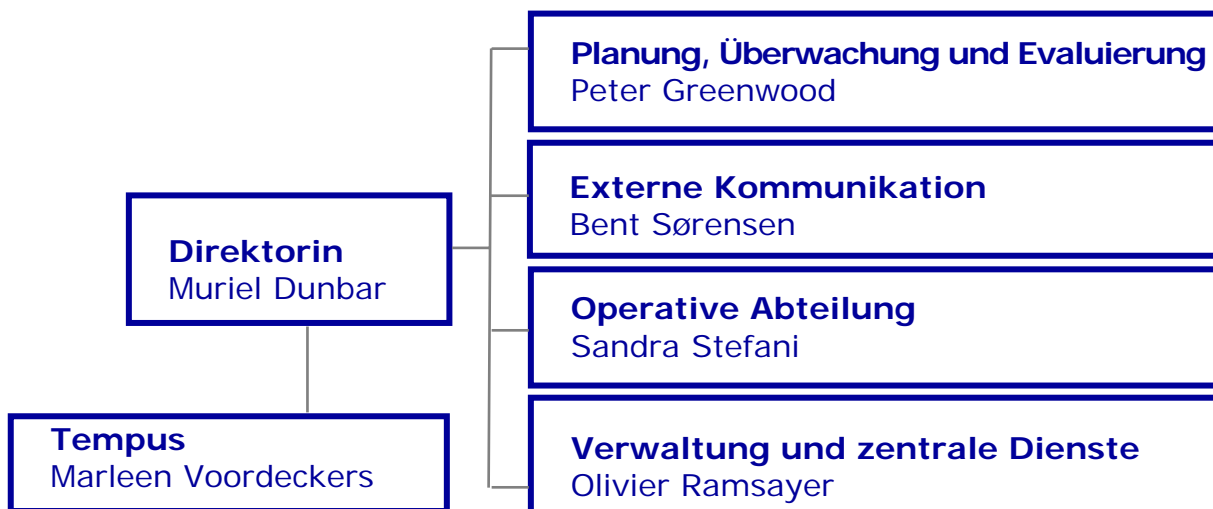 Planung, Überwachung und Evaluierung
Peter Greenwood
Externe Kommunikation
Bent Sørensen
Direktorin
Muriel Dunbar
Operative Abteilung
Sandra Stefani
Tempus
Marleen Voordeckers
Verwaltung und zentrale Dienste
Olivier Ramsayer